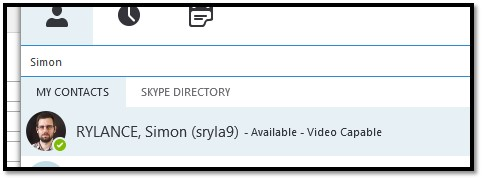 Simon
MY CONTACTS SKYPE DIRECTORY
RYLANCE, Simon (sryla9) - Available - Video Capable